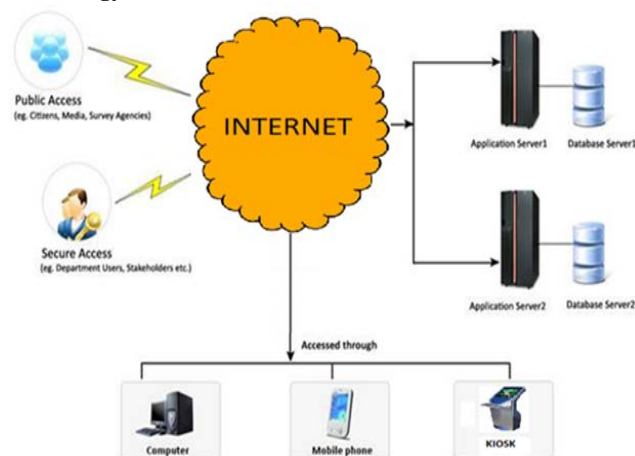 Public Access
(eg. Citizens, Media, Survey Agencies)
INTERNET
Application Server1
Database Server1
Secure Access
(eg. Department Users, Stakeholders etc.)
Application Server2
Database Server2
Accessed through
Computer
Mobile phone
KIOSK